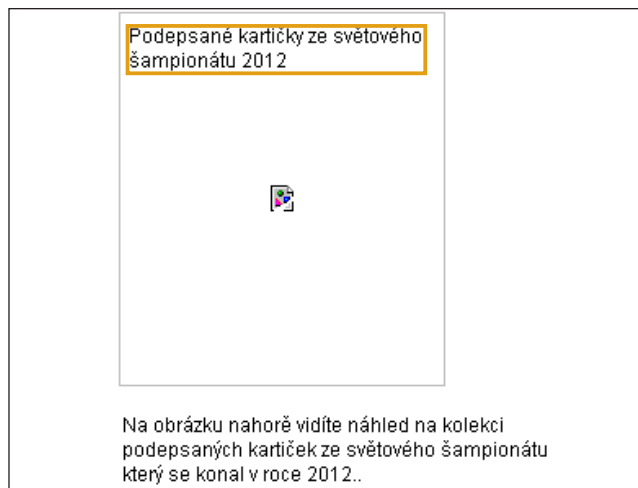 Podepsané kartičky ze světového
šampionátu 2012
Na obrázku nahorě vidíte náhled na kolekci
podepsaných kartiček ze světového šampionátu
který se konal v roce 2012..